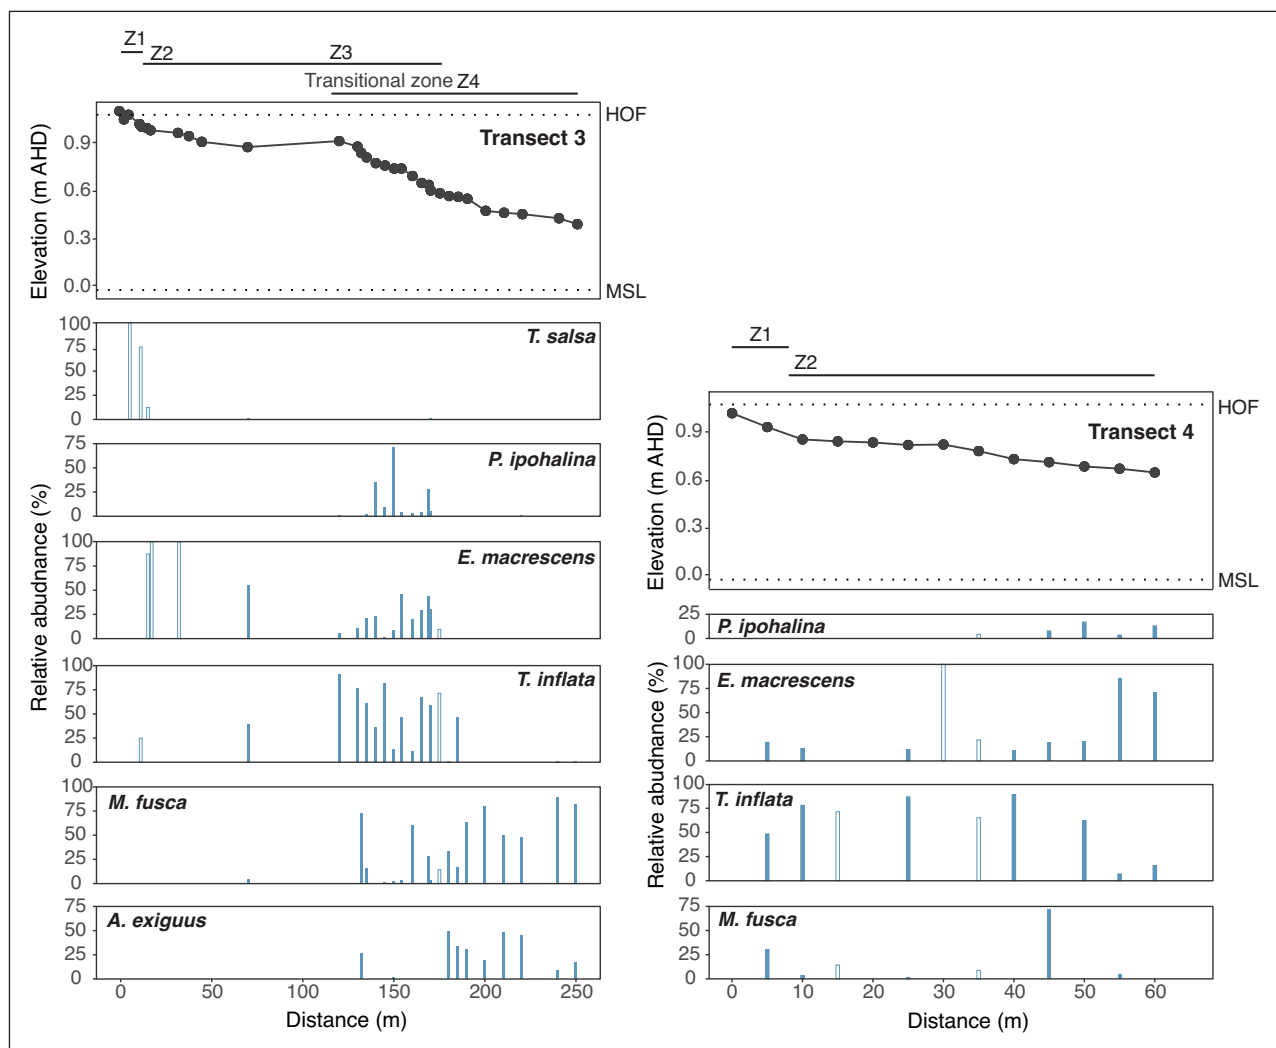 Z1
Z2
Z3
Transitional zone Z4
HOF
Transect 3
0.9
0.6
0.3
0.0
Elevation (m AHD)
MSL
100
75
50
25
0
T. salsa
75
50
25
0
P. ipohalina
100
75
50
25
0
E. macrescens
Relative abudnance (%)
100
75
50
25
0
T. inflata
100
75
50
25
0
M. fusca
75
50
25
0
A. exiguus
0 50 100 150 200 250
Distance (m)
Z1
Z2
HOF
Transect 4
0.9
0.6
0.3
0.0
Elevation (m AHD)
MSL
25
0
P. ipohalina
100
75
50
25
0
E. macrescens
Relative abudnance (%)
100
75
50
25
0
T. inflata
75
50
25
0
M. fusca
0 10 20 30 40 50 60
Distance (m)